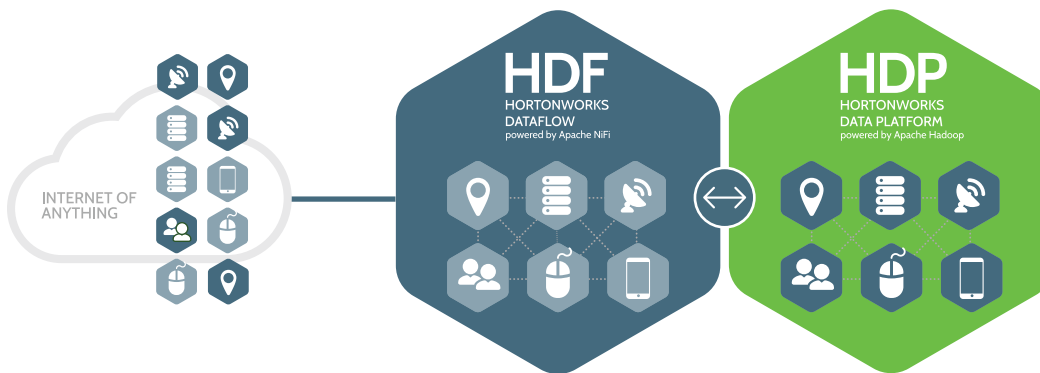 INTERNET OF
ANYTHING
HDF
HORTONWORKS
DATAFLOW
powered by Apache NiFi
HDP
HORTONWORKS
DATA PLATFORM
powered by Apache Hadoop